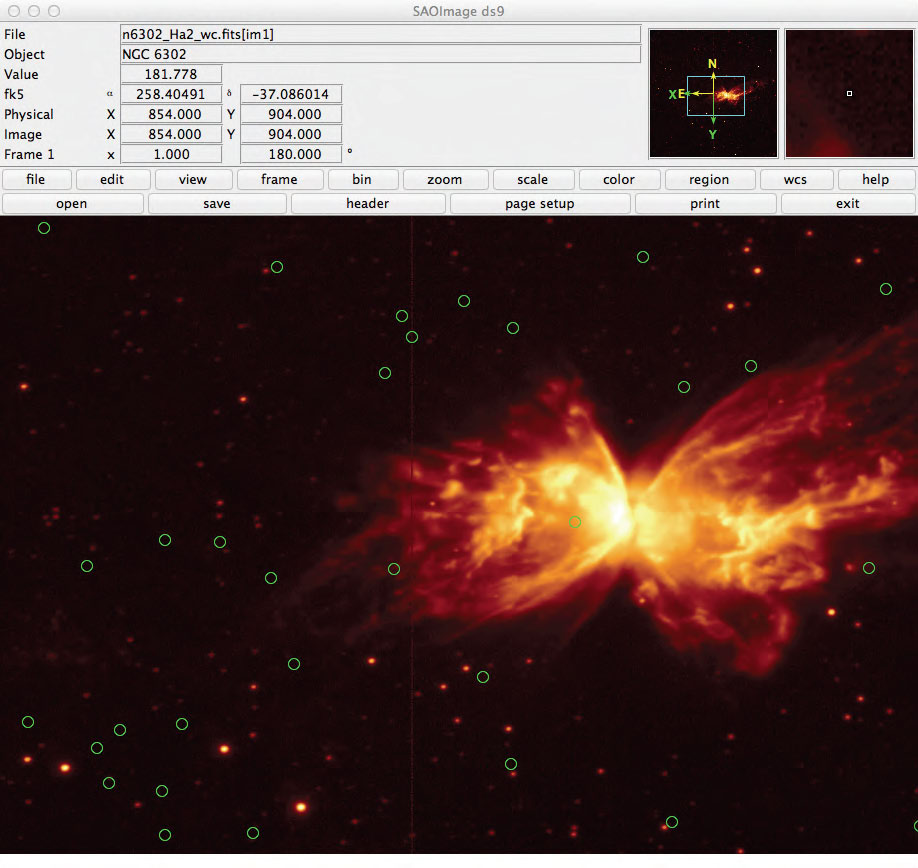 SAOImage ds9
File n6302_Ha2_wc.fits[im1]
Object NGC 6302
Value 181.778
fk5 α 258.40491 δ -37.086014
Physical X 854.000 Y 904.000
Image X 854.000 Y 904.000
Frame 1 x 1.000 180.000 °
N
XE
Y
file edit view frame bin zoom scale color region wcs help
open save header page setup print exit